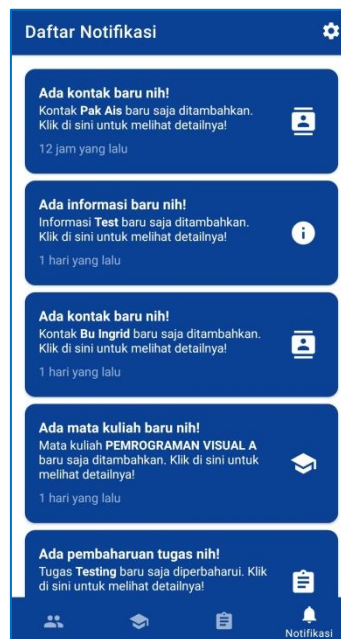 Daftar Notifikasi
Ada kontak baru nih!
Kontak Pak Ais baru saja ditambahkan.
Klik di sini untuk melihat detailnya!
12 jam yang lalu
Ada informasi baru nih!
Informasi Test baru saja ditambahkan.
Klik di sini untuk melihat detailnya!
1 hari yang lalu
Ada kontak baru nih!
Kontak Bu Ingrid baru saja ditambahkan.
Klik di sini untuk melihat detailnya!
1 hari yang lalu
Ada mata kuliah baru nih!
Mata kuliah PEMROGRAMAN VISUAL A
baru saja ditambahkan. Klik di sini untuk
melihat detailnya!
1 hari yang lalu
Ada pembaharuan tugas nih!
Tugas Testing baru saja diperbaharui. Klik
di sini untuk melihat detailnya!
Notifikasi